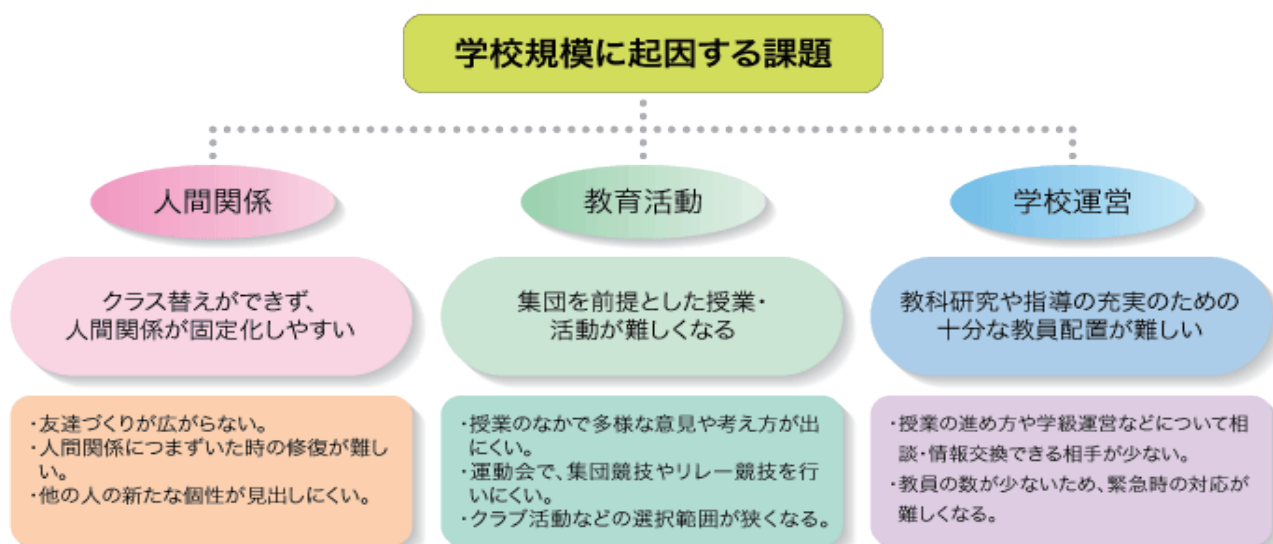 学校規模に起因する課題
人間関係
教育活動
学校運営
クラス替えができず、
人間関係が固定化しやすい
集団を前提とした授業・
活動が難しくなる
教科研究や指導の充実のための
十分な教員配置が難しい
・友達づくりが広がらない。
・人間関係につまずいた時の修復が難し
い。
・他の人の新たな個性が見出しにくい。
・授業のなかで多様な意見や考え方が出
にくい。
・運動会で、集団競技やリレー競技を行
いにくい。
・クラブ活動などの選択範囲が狭くなる。
・授業の進め方や学級運営などについて相
談・情報交換できる相手が少ない。
・教員の数が少ないため、緊急時の対応が
難しくなる。